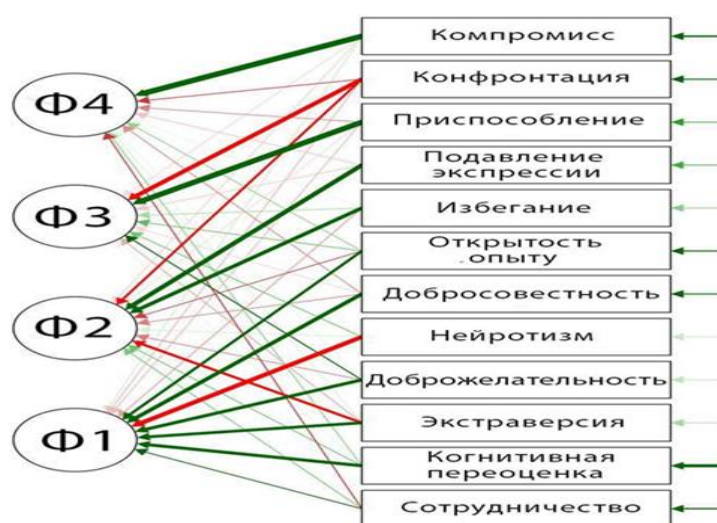 Ф4
Ф3
Ф2
Ф1
Компромисс
Конфронтация
Приспособление
Подавление
экспрессии
Избегание
Открытость
опыту
Добросовестность
Нейротизм
Доброжелательность
Экстраверсия
Когнитивная
переоценка
Сотрудничество